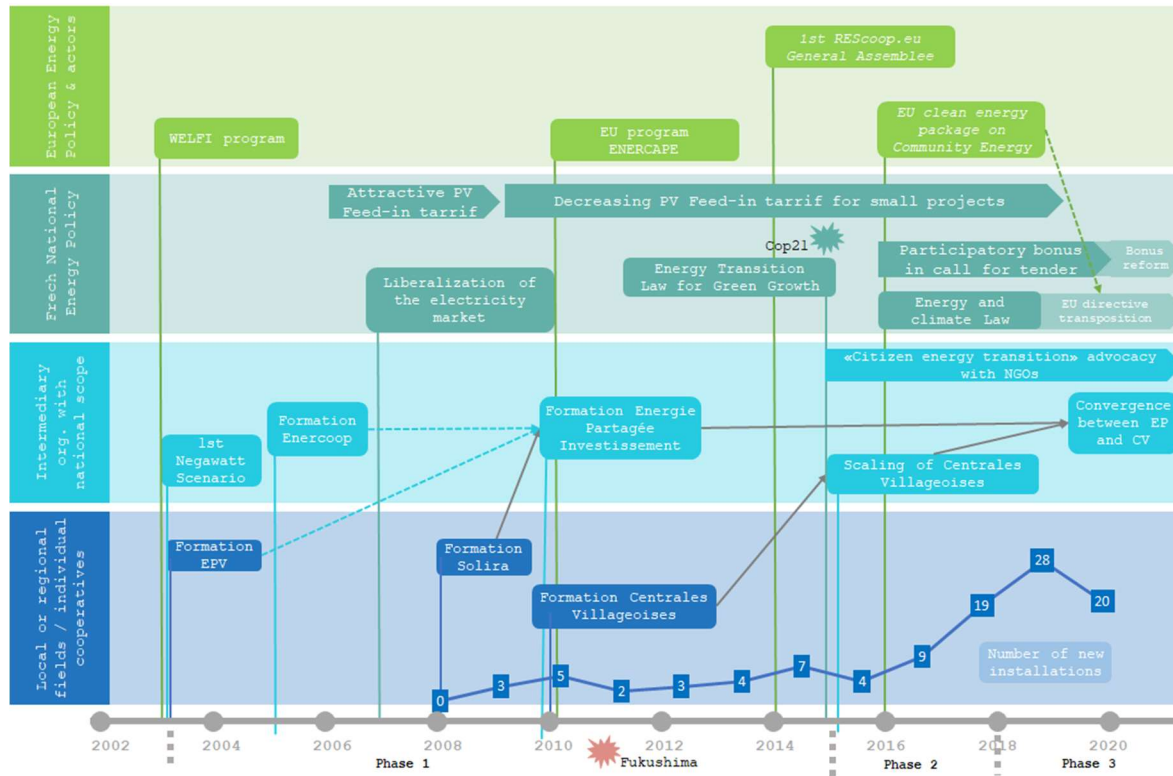 European Energy
Policy & actors
1st REScoop.eu
General Assemblee
WELFI program
EU program
ENERCAPE
EU clean energy
package on
Community Energy
Frech National
Energy Policy
Attractive PV
Feed-in tarrif
Decreasing PV Feed-in tarrif for small projects
Cop21
Liberalization of
the electricity
market
Energy Transition
Law for Green Growth
Participatory bonus
in call for tender
Bonus
reform
Energy and
climate Law
EU directive
transposition
Intermediary
org. with
national scope
«Citizen energy transition» advocacy
with NGOs
1st
Negawatt
Scenario
Formation
Enercoop
Formation Energie
Partagée
Investissement
Convergence
between EP
and CV
Scaling of Centrales
Villageoises
Local or regional
fields / individual
cooperatives
Formation
EPV
Formation
Solira
Formation Centrales
Villageoises
0
3
5
2
3
4
7
4
9
19
28
20
Number of new
installations
2002
2004
2006
2008
2010
2012
2014
2016
2018
2020
Phase 1
Fukushima
Phase 2
Phase 3